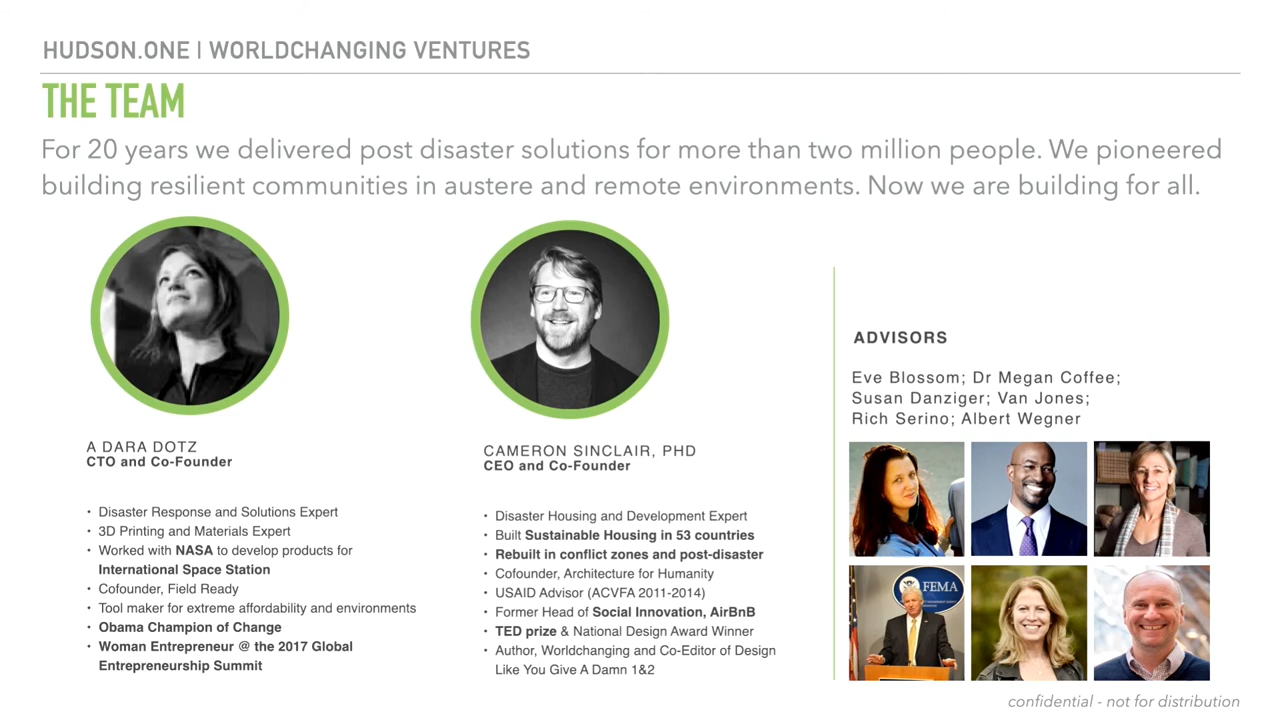 HUDSON.ONE | WORLDCHANGING VENTURES
THE TEAM
For 20 years we delivered post disaster solutions for more than two million people. We pioneered
building resilient communities in austere and remote environments. Now we are building for all.
A DARA DOTZ
CTO and Co-Founder
• Disaster Response and Solutions Expert
• 3D Printing and Materials Expert
• Worked with NASA to develop products for
International Space Station
• Cofounder, Field Ready
• Tool maker for extreme affordability and environments
• Obama Champion of Change
• Woman Entrepreneur @ the 2017 Global
Entrepreneurship Summit
CAMERON SINCLAIR, PHD
CEO and Co-Founder
• Disaster Housing and Development Expert
• Built Sustainable Housing in 53 countries
• Rebuilt in conflict zones and post-disaster
• Cofounder, Architecture for Humanity
• USAID Advisor (ACVFA 2011-2014)
• Former Head of Social Innovation, AirBnB
• TED prize & National Design Award Winner
• Author, Worldchanging and Co-Editor of Design
Like You Give A Damn 1&2
ADVISORS
Eve Blossom; Dr Megan Coffee;
Susan Danziger; Van Jones;
Rich Serino; Albert Wegner
FEMA
confidential - not for distribution